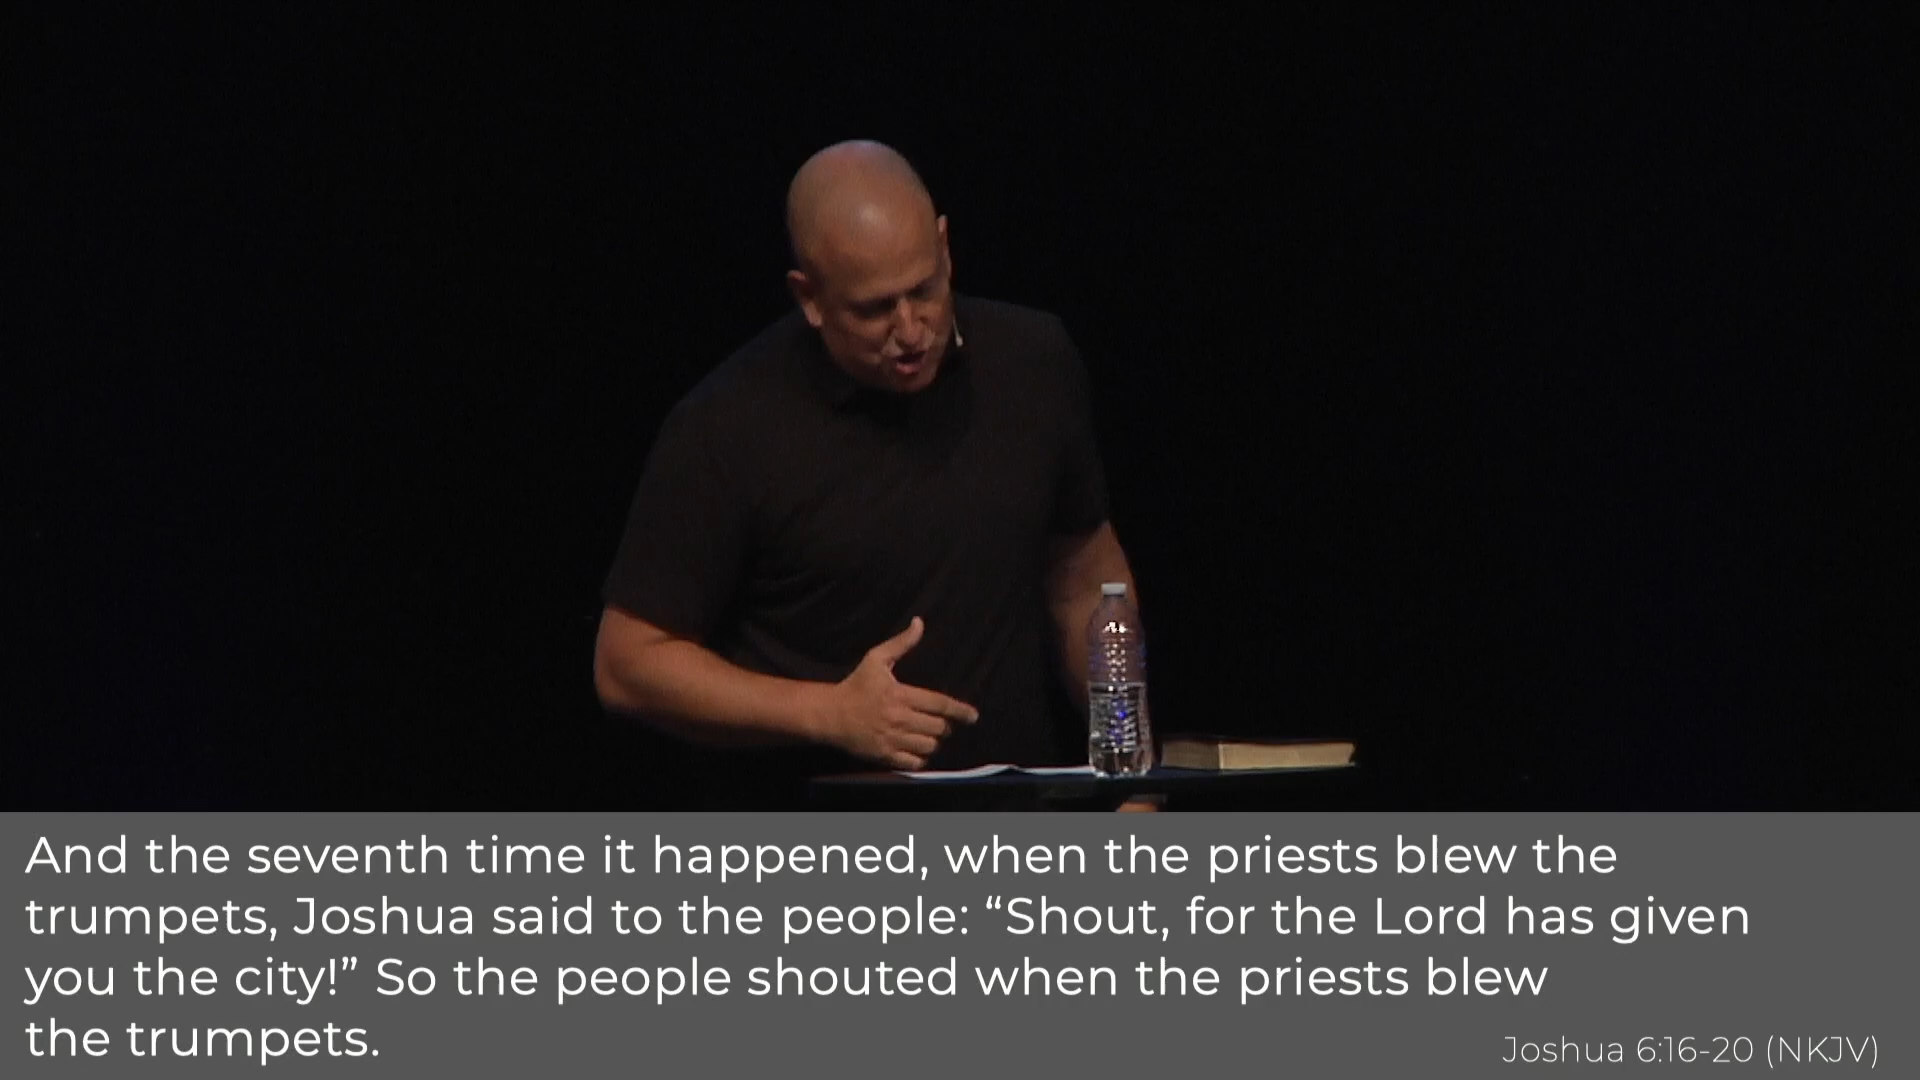 And the seventh time it happened, when the priests blew the
trumpets, Joshua said to the people: “Shout, for the Lord has given
you the city!” So the people shouted when the priests blew
the trumpets.
Joshua 6:16-20 (NKJV)